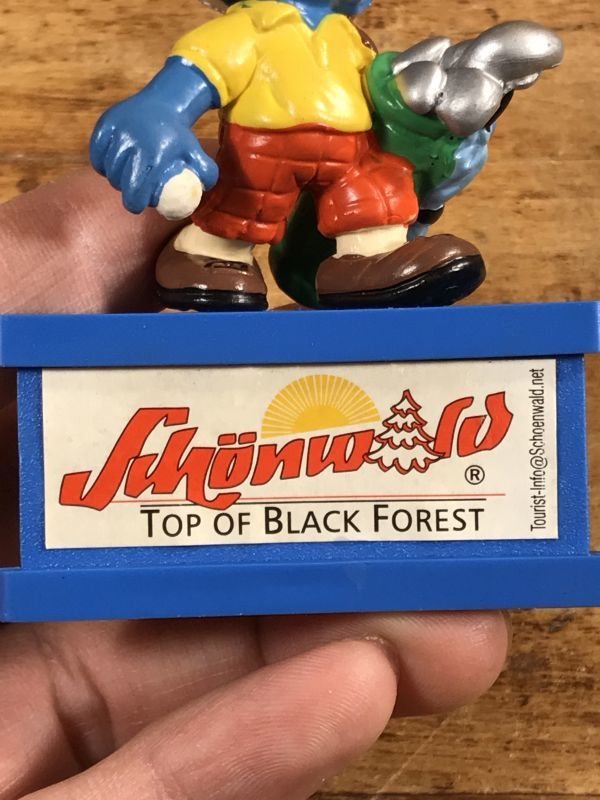 Schönwald
®
TOP OF BLACK FOREST
Tourist-Info@Schoenwald.net